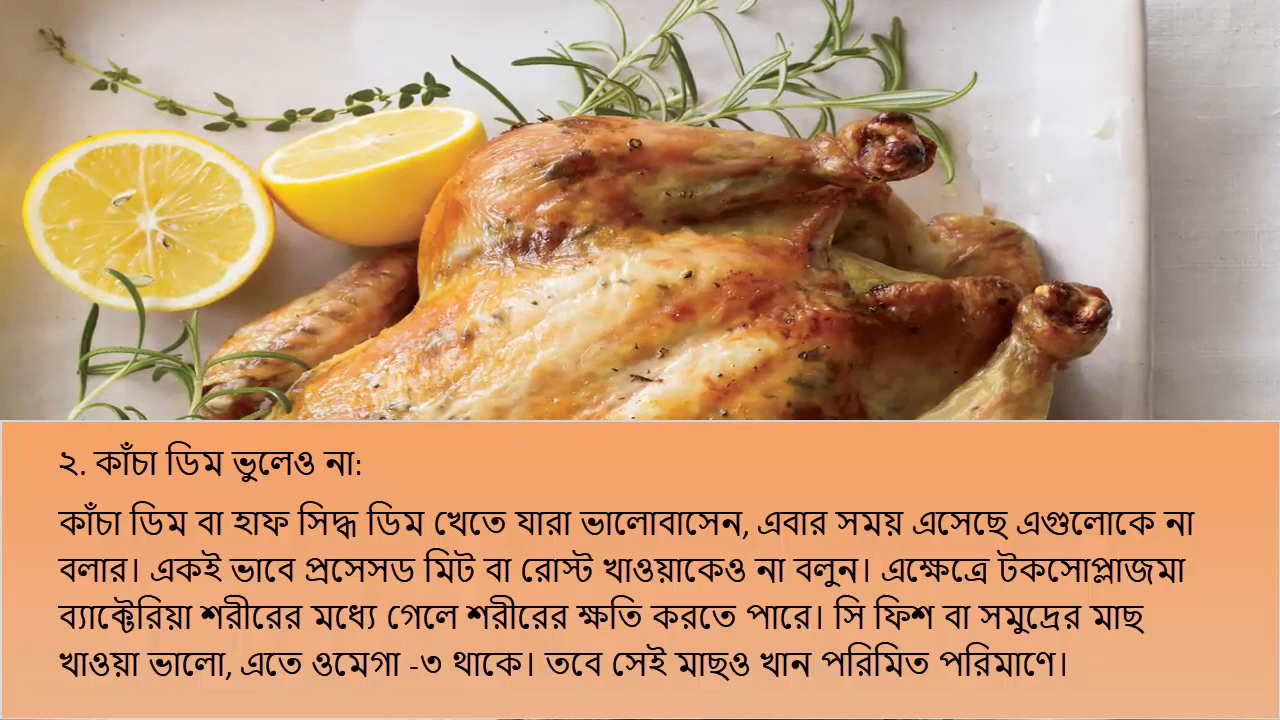 ২. কাঁচা ডিম ভুলেও না:
কাঁচা ডিম বা হাফ সিদ্ধ ডিম খেতে যারা ভালোবাসেন, এবার সময় এসেছে এগুলোকে না
বলার। একই ভাবে প্রসেসড মিট বা রোস্ট খাওয়াকেও না বলুন। এক্ষেত্রে টকসোপ্লাজমা
ব্যাক্টেরিয়া শরীরের মধ্যে গেলে শরীরের ক্ষতি করতে পারে। সি ফিশ বা সমুদ্রের মাছ
খাওয়া ভালো, এতে ওমেগা -৩ থাকে। তবে সেই মাছও খান পরিমিত পরিমাণে।